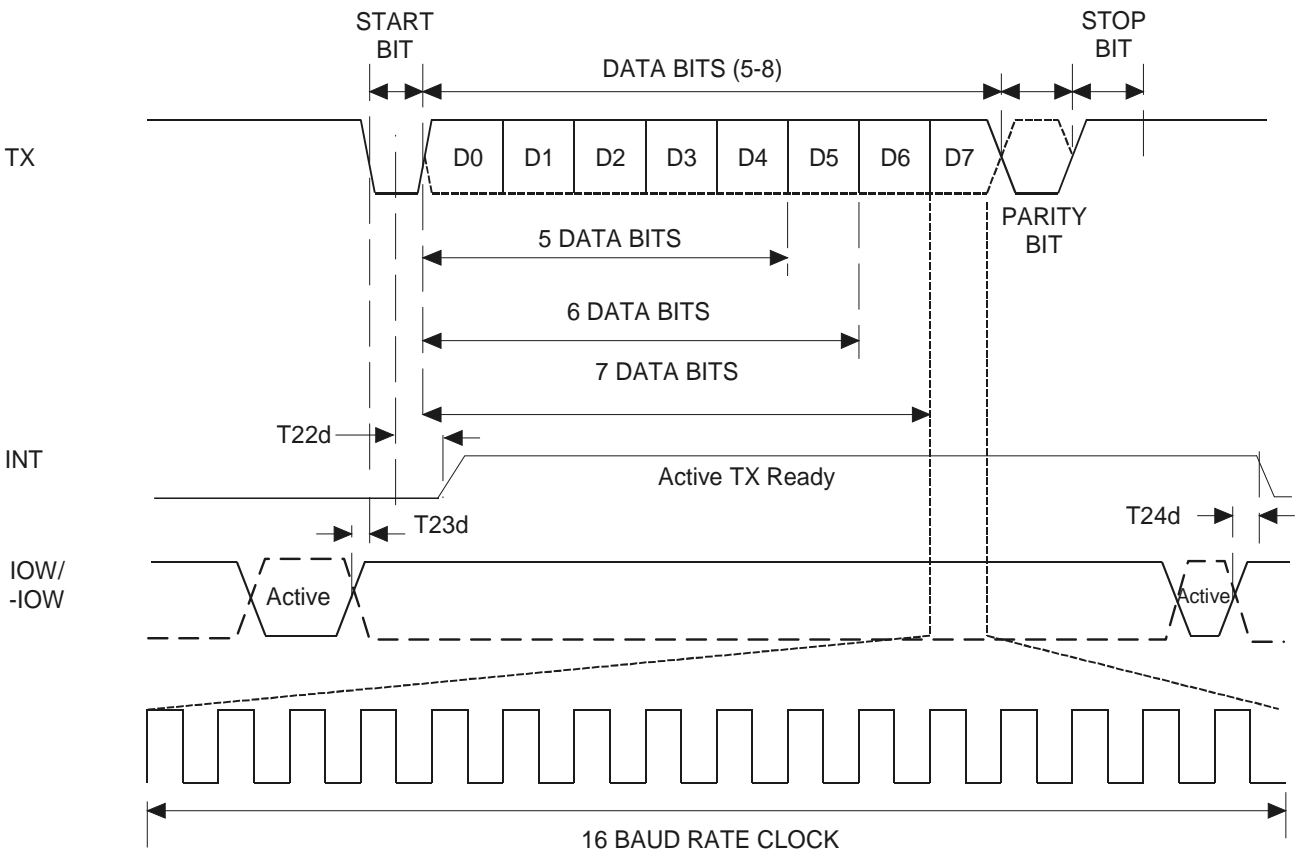 START
BIT
STOP
BIT
DATA BITS (5-8)
TX
D0 D1 D2 D3 D4 D5 D6 D7
PARITY
BIT
5 DATA BITS
6 DATA BITS
7 DATA BITS
T22d
INT
Active TX Ready
T23d
T24d
IOW/
-IOW
Active
Active
16 BAUD RATE CLOCK